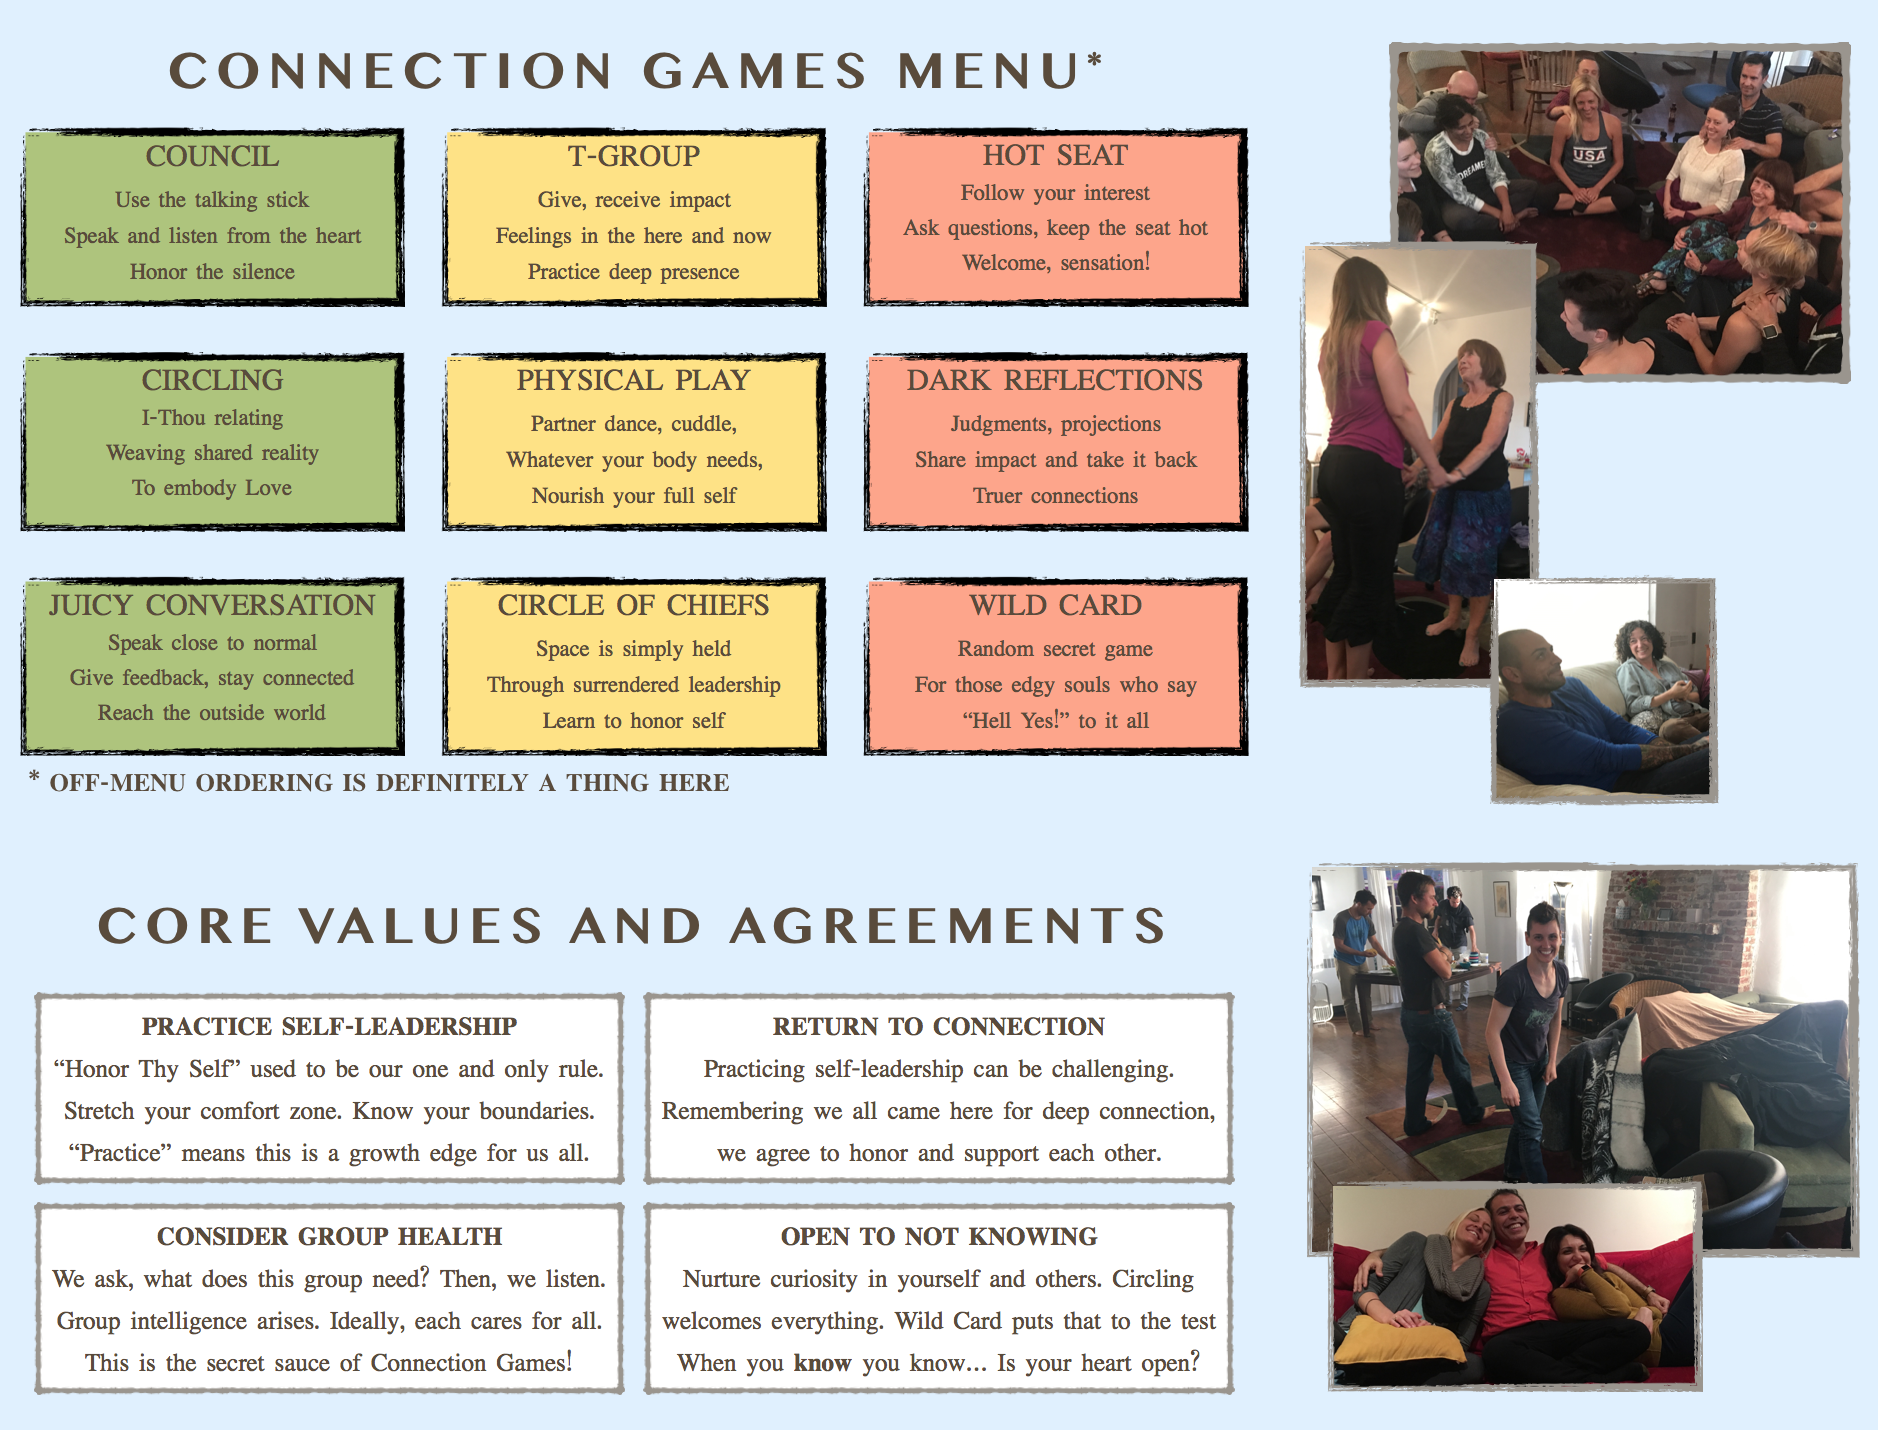 CONNECTION GAMES MENU*
COUNCIL
Use the talking stick
Speak and listen from the heart
Honor the silence
T-GROUP
Give, receive impact
Feelings in the here and now
Practice deep presence
HOT SEAT
Follow your interest
Ask questions, keep the seat hot
Welcome, sensation!
CIRCLING
I-Thou relating
Weaving shared reality
To embody Love
PHYSICAL PLAY
Partner dance, cuddle,
Whatever your body needs,
Nourish your full self
DARK REFLECTIONS
Judgments, projections
Share impact and take it back
Truer connections
JUICY CONVERSATION
Speak close to normal
Give feedback, stay connected
Reach the outside world
CIRCLE OF CHIEFS
Space is simply held
Through surrendered leadership
Learn to honor self
WILD CARD
Random secret game
For those edgy souls who say
“Hell Yes!” to it all
* OFF-MENU ORDERING IS DEFINITELY A THING HERE
USA
CORE VALUES AND AGREEMENTS
PRACTICE SELF-LEADERSHIP
“Honor Thy Self” used to be our one and only rule.
Stretch your comfort zone. Know your boundaries.
“Practice” means this is a growth edge for us all.
RETURN TO CONNECTION
Practicing self-leadership can be challenging.
Remembering we all came here for deep connection,
we agree to honor and support each other.
CONSIDER GROUP HEALTH
We ask, what does this group need? Then, we listen.
Group intelligence arises. Ideally, each cares for all.
This is the secret sauce of Connection Games!
OPEN TO NOT KNOWING
Nurture curiosity in yourself and others. Circling
welcomes everything. Wild Card puts that to the test
When you know you know... Is your heart open?